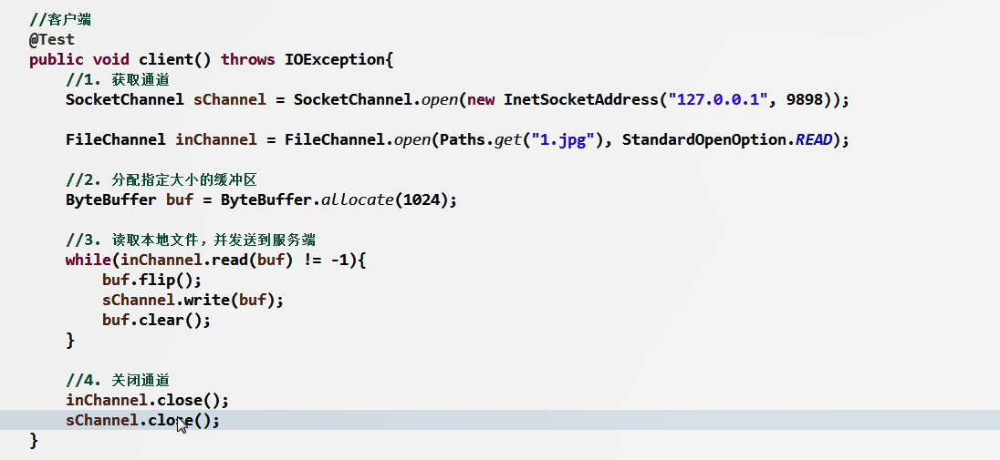 //客户端
@Test
public void client() throws IOException{
//1. 获取通道
SocketChannel sChannel = SocketChannel.open(new InetSocketAddress("127.0.0.1", 9898));
FileChannel inChannel = FileChannel.open(Paths.get("1.jpg"), StandardOpenOption.READ);
//2. 分配指定大小的缓冲区
ByteBuffer buf = ByteBuffer.allocate(1024);
//3. 读取本地文件，并发送到服务端
while(inChannel.read(buf) != -1){
buf.flip();
sChannel.write(buf);
buf.clear();
}
//4. 关闭通道
inChannel.close();
sChannel.close();
}